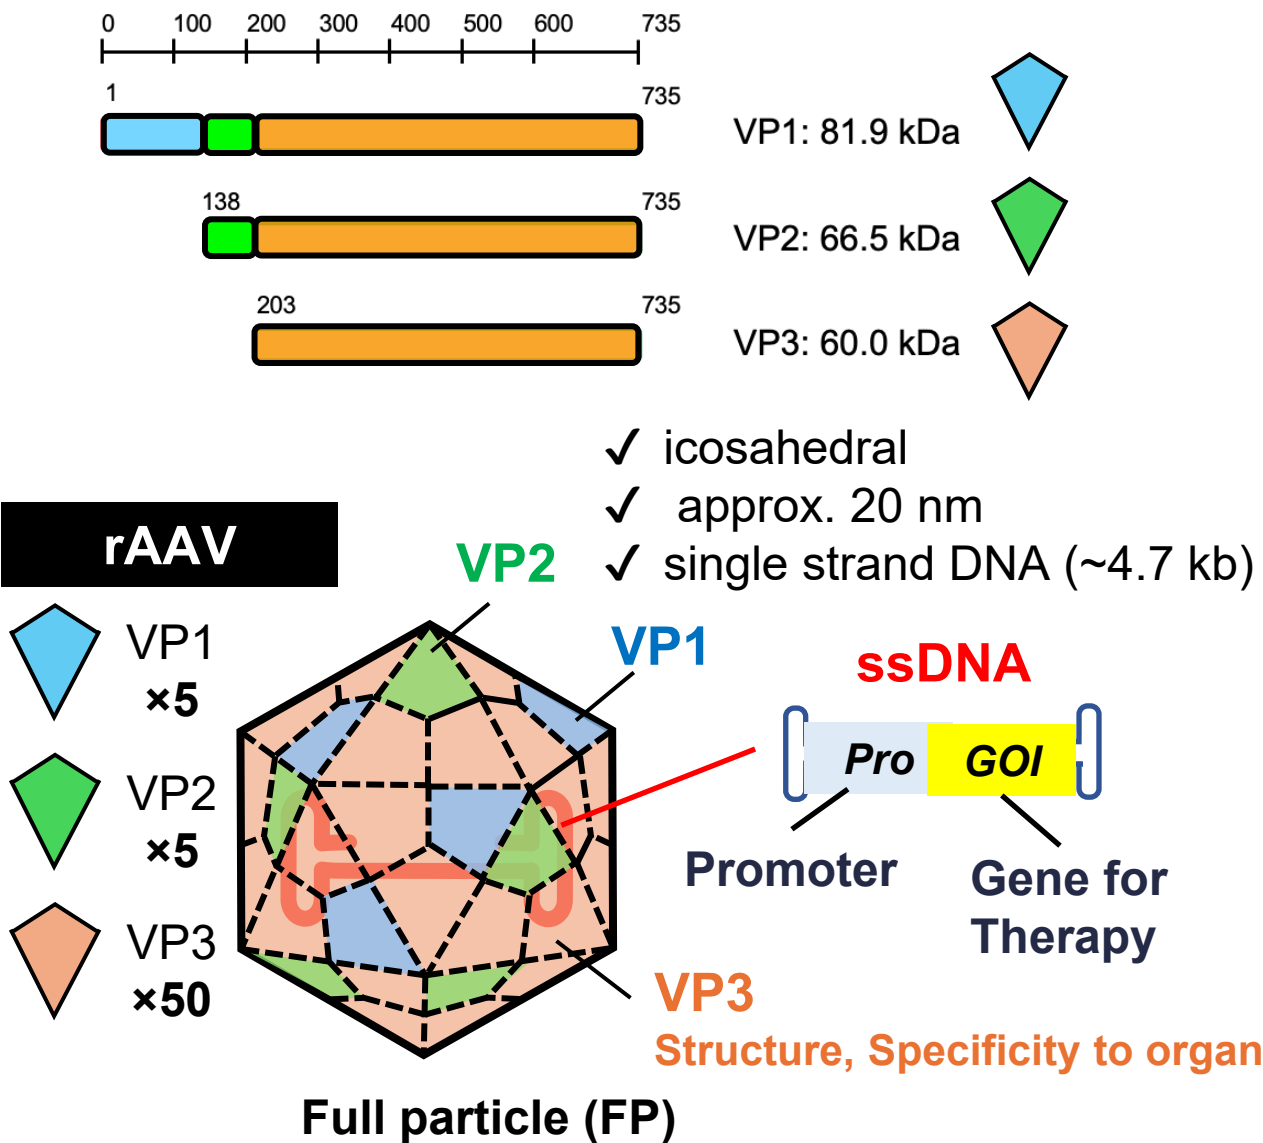 0 100 200 300 400 500 600 735
1 735
VP1: 81.9 kDa
138 735
VP2: 66.5 kDa
203 735
VP3: 60.0 kDa
✓ icosahedral
✓ approx. 20 nm
✓ single strand DNA (~4.7 kb)
rAAV
VP1
×5
VP2
×5
VP3
×50
VP2
VP1
ssDNA
Pro GOI
Promoter
Gene for
Therapy
VP3
Structure, Specificity to organ
Full particle (FP)